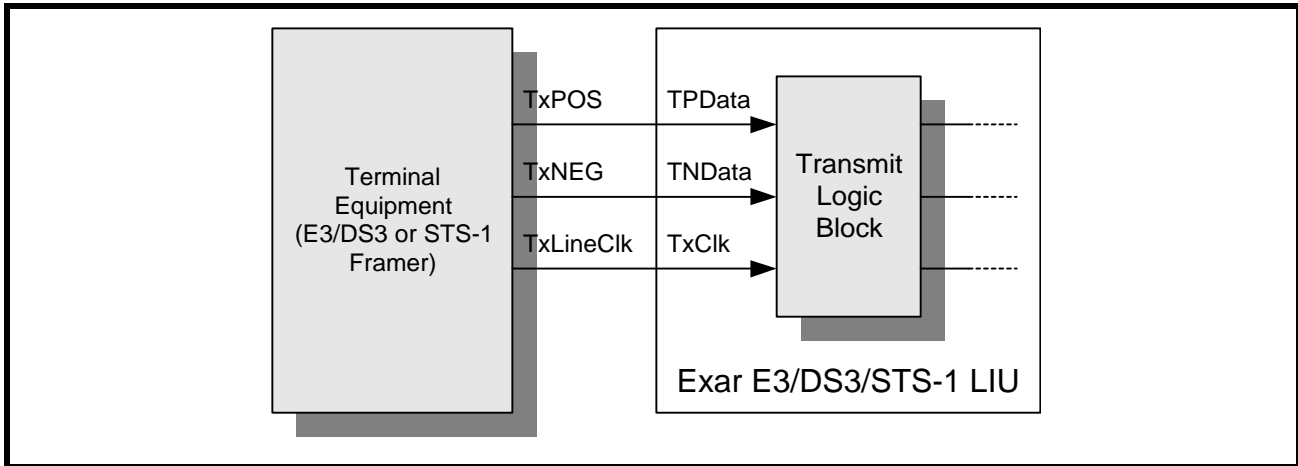 TxPOS
TPData
TxNEG
TNData
TxLineClk
TxClk
Terminal
Equipment
(E3/DS3 or STS-1
Framer)
Transmit
Logic
Block
Exar E3/DS3/STS-1 LIU